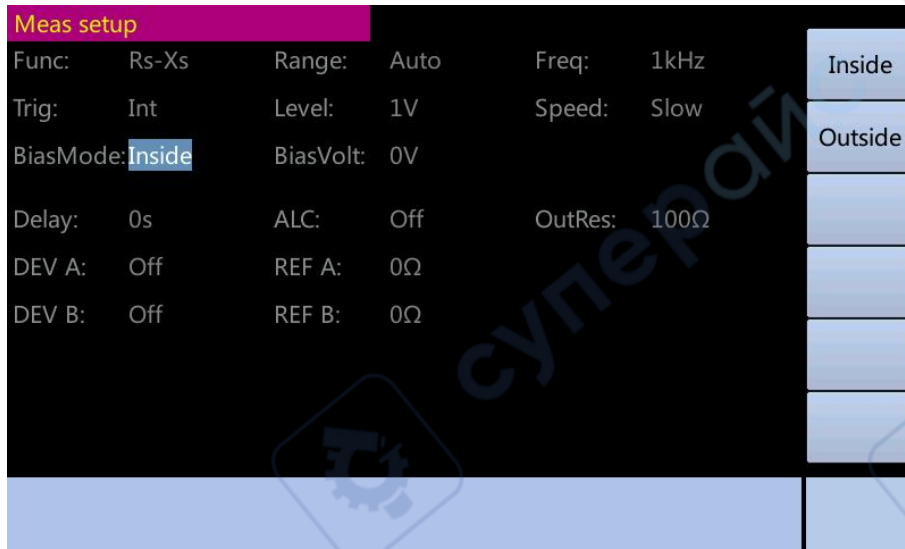 Meas setup
Func: Rs-Xs Range: Auto Freq: 1kHz
Trig: Int Level: 1V Speed: Slow
BiasMode: Inside BiasVolt: 0V
Delay: 0s ALC: Off OutRes: 100Ω
DEV A: Off REF A: 0Ω
DEV B: Off REF B: 0Ω
Inside
Outside
суперайс